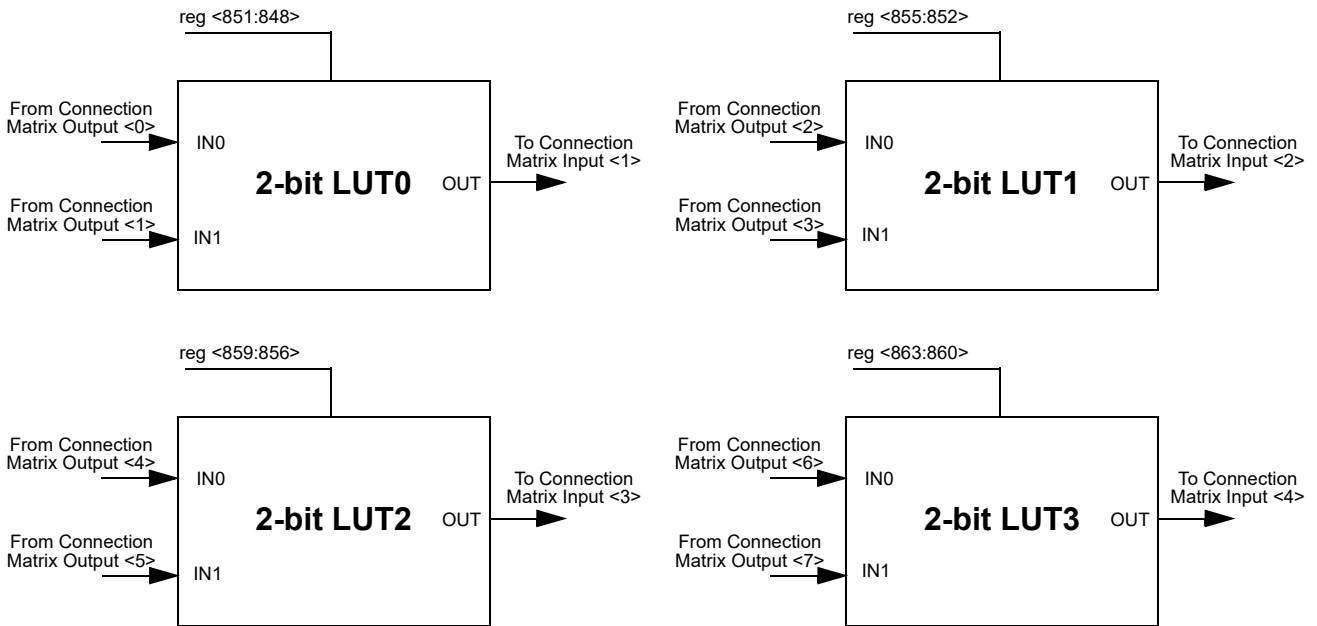 reg <851:848>
From Connection
Matrix Output <0>
IN0
2-bit LUT0
OUT
To Connection
Matrix Input <1>
From Connection
Matrix Output <1>
IN1
reg <855:852>
From Connection
Matrix Output <2>
IN0
2-bit LUT1
OUT
To Connection
Matrix Input <2>
From Connection
Matrix Output <3>
IN1
reg <859:856>
From Connection
Matrix Output <4>
IN0
2-bit LUT2
OUT
To Connection
Matrix Input <3>
From Connection
Matrix Output <5>
IN1
reg <863:860>
From Connection
Matrix Output <6>
IN0
2-bit LUT3
OUT
To Connection
Matrix Input <4>
From Connection
Matrix Output <7>
IN1